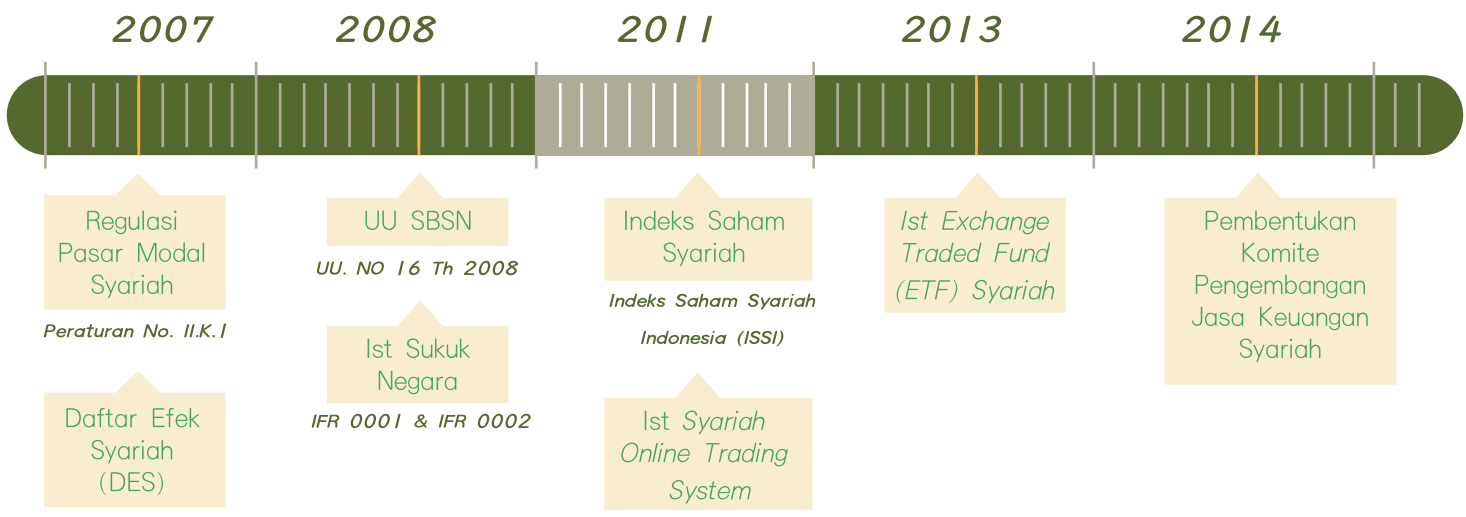 2007
2008
2011
2013
2014
Regulasi
Pasar Modal
Syariah
Peraturan No. II.K.1
Daftar Efek
Syariah
(DES)
UU SBSN
UU. NO 16 Th 2008
Ist Sukuk
Negara
IFR 0001 & IFR 0002
Indeks Saham
Syariah
Indeks Saham Syariah
Indonesia (ISSI)
Ist Syariah
Online Trading
System
Ist Exchange
Traded Fund
(ETF) Syariah
Pembentukan
Komite
Pengembangan
Jasa Keuangan
Syariah